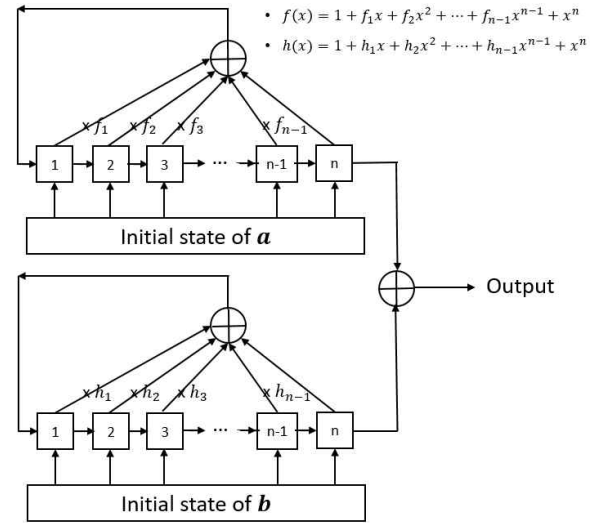 • f(x) = 1 + f₁x + f₂x² + ⋯ + fₙ₋₁xⁿ⁻¹ + xⁿ
• h(x) = 1 + h₁x + h₂x² + ⋯ + hₙ₋₁xⁿ⁻¹ + xⁿ
× f₁ × f₂ × f₃ × fₙ₋₁
1 2 3 ⋯ n-1 n
Initial state of a
Output
× h₁ × h₂ × h₃ × hₙ₋₁
1 2 3 ⋯ n-1 n
Initial state of b